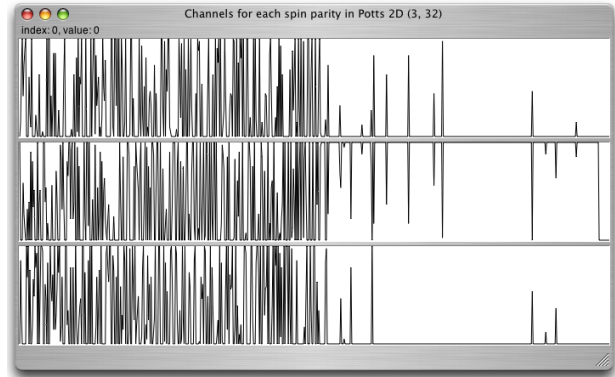 Channels for each spin parity in Potts 2D (3, 32)
index: 0, value: 0